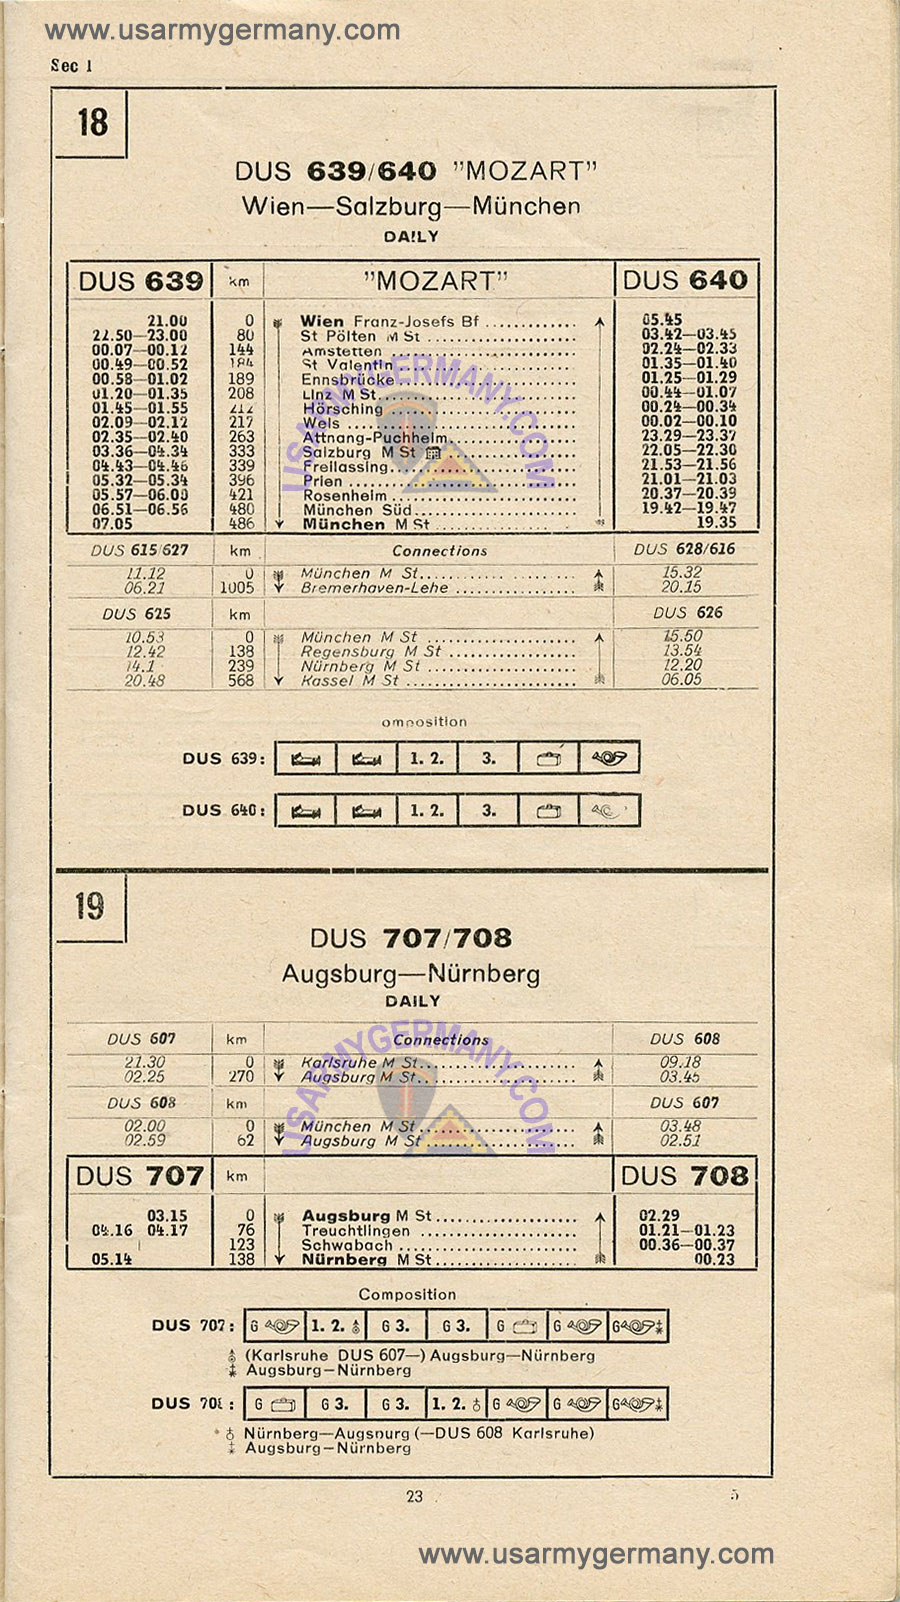 www.usarmygermany.com
Sec 1
18
DUS 639/640 "MOZART"
Wien—Salzburg—München
DAILY
DUS 639 km "MOZART" DUS 640
21.00 0 Wien Franz-Josefs Bf 05.45
22.50—23.00 80 St Pölten M St 03.42—03.45
00.07—00.12 144 Amstetten 02.24—02.33
00.49—00.52 184 St Valentin 01.35—01.40
00.58—01.02 189 Ennsbrücke 01.25—01.29
01.20—01.35 208 Linz M St 00.44—01.07
01.45—01.55 212 Hörsching 00.24—00.34
02.09—02.12 217 Wels 00.02—00.10
02.35—02.40 263 Attnang-Puchheim 23.29—23.37
03.36—04.34 333 Salzburg M St 22.05—22.30
04.43—04.46 339 Freilassing 21.53—21.56
05.32—05.34 396 Prien 21.01—21.03
05.57—06.00 421 Rosenheim 20.37—20.39
06.51—06.56 480 München Süd 19.42—19.47
07.05 486 München M St 19.35
DUS 615/627 km Connections DUS 628/616
11.12 0 München M St 15.32
06.21 1005 Bremerhaven-Lehe 20.15
DUS 625 km DUS 626
10.53 0 München M St 15.50
12.42 138 Regensburg M St 13.54
14.1 239 Nürnberg M St 12.20
20.48 568 Kassel M St 06.05
omposition
DUS 639: 1. 2. 3.
DUS 640: 1. 2. 3.
19
DUS 707/708
Augsburg—Nürnberg
DAILY
DUS 607 km Connections DUS 608
21.30 0 Karlsruhe M St 09.18
02.25 270 Augsburg M St 03.45
DUS 608 km DUS 607
02.00 0 München M St 03.48
02.59 62 Augsburg M St 02.51
USARMYGERMANY.COM
USARMYGERMANY.COM
DUS 707 km DUS 708
03.15 0 Augsburg M St 02.29
04.16 04.17 76 Treuchtlingen 01.21—01.23
123 Schwabach 00.36—00.37
05.14 138 Nürnberg M St 00.23
Composition
DUS 707: G 1. 2. G 3. G 3. G G G
(Karlsruhe DUS 607—) Augsburg—Nürnberg
Augsburg—Nürnberg
DUS 708: G G 3. G 3. 1. 2. G G G
Nürnberg—Augsburg (—DUS 608 Karlsruhe)
Augsburg—Nürnberg
23 5
www.usarmygermany.com